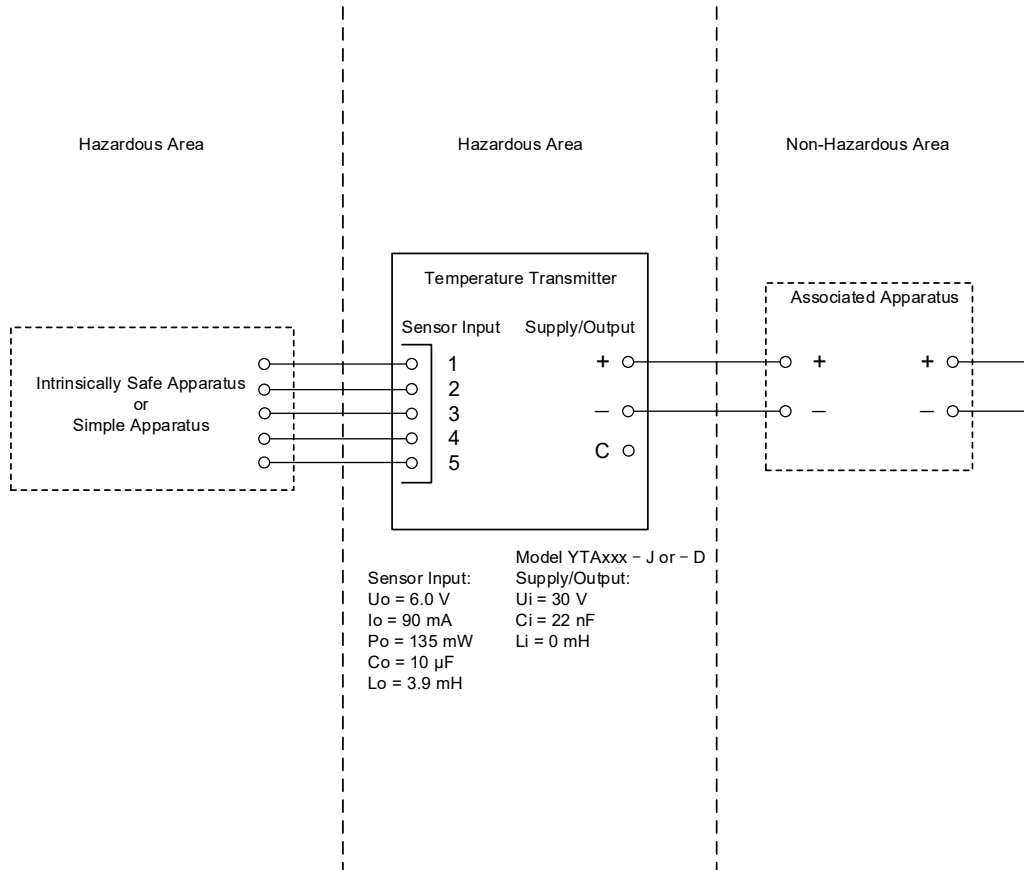 Hazardous Area
Hazardous Area
Non-Hazardous Area
Intrinsically Safe Apparatus
or
Simple Apparatus
Temperature Transmitter
Sensor Input
Supply/Output
1
2
3
4
5
+
−
C
Associated Apparatus
+
+
−
−
Model YTAxxx − J or − D
Sensor Input:
Uo = 6.0 V
Io = 90 mA
Po = 135 mW
Co = 10 µF
Lo = 3.9 mH
Supply/Output:
Ui = 30 V
Ci = 22 nF
Li = 0 mH